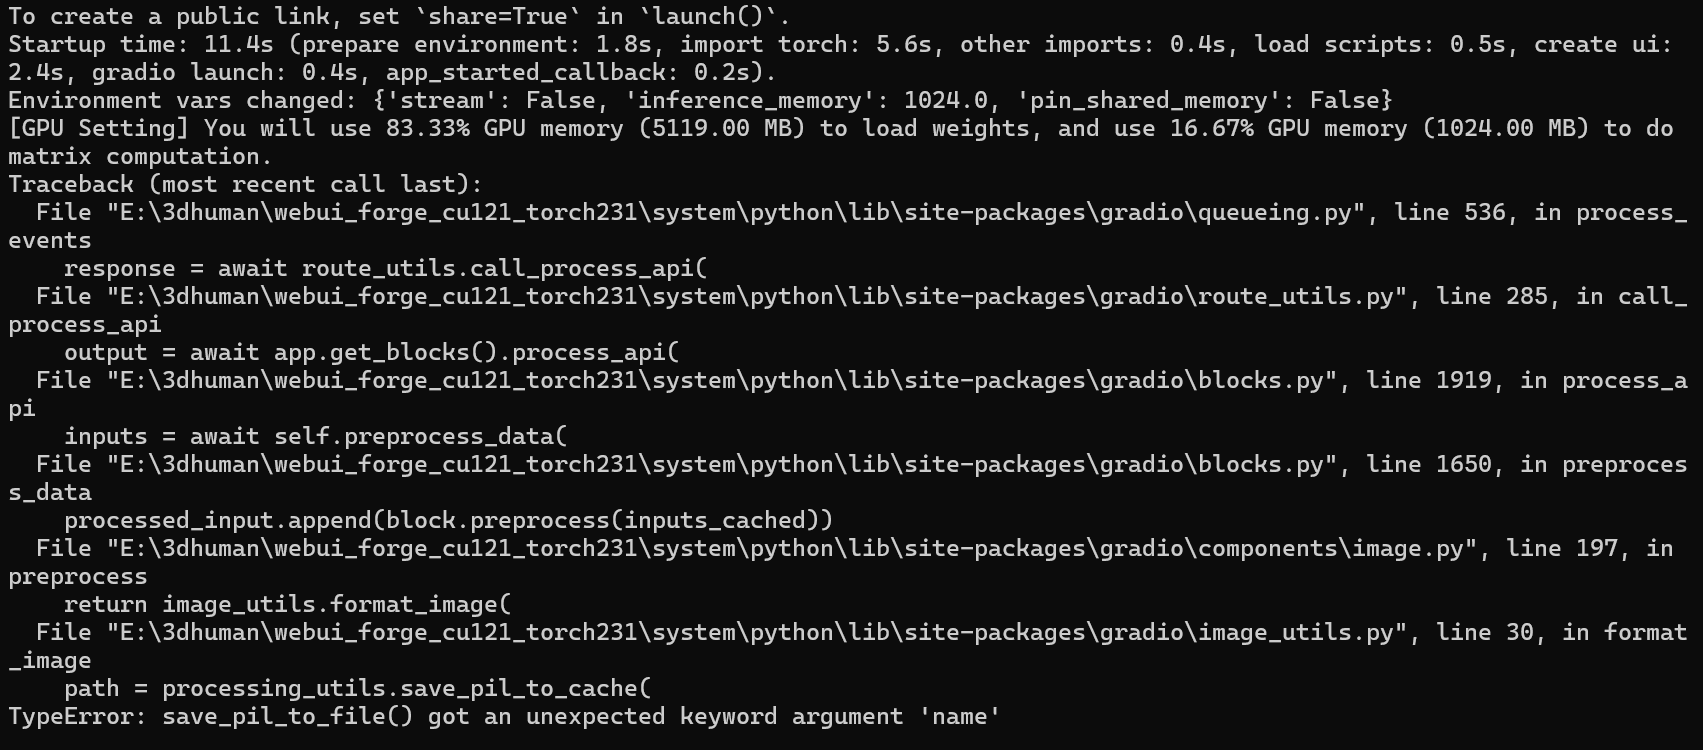 To create a public link, set `share=True` in `launch()`.
Startup time: 11.4s (prepare environment: 1.8s, import torch: 5.6s, other imports: 0.4s, load scripts: 0.5s, create ui:
2.4s, gradio launch: 0.4s, app_started_callback: 0.2s).
Environment vars changed: {'stream': False, 'inference_memory': 1024.0, 'pin_shared_memory': False}
[GPU Setting] You will use 83.33% GPU memory (5119.00 MB) to load weights, and use 16.67% GPU memory (1024.00 MB) to do
matrix computation.
Traceback (most recent call last):
  File "E:\3dhuman\webui_forge_cu121_torch231\system\python\lib\site-packages\gradio\queueing.py", line 536, in process_
events
    response = await route_utils.call_process_api(
  File "E:\3dhuman\webui_forge_cu121_torch231\system\python\lib\site-packages\gradio\route_utils.py", line 285, in call_
process_api
    output = await app.get_blocks().process_api(
  File "E:\3dhuman\webui_forge_cu121_torch231\system\python\lib\site-packages\gradio\blocks.py", line 1919, in process_a
pi
    inputs = await self.preprocess_data(
  File "E:\3dhuman\webui_forge_cu121_torch231\system\python\lib\site-packages\gradio\blocks.py", line 1650, in preproces
s_data
    processed_input.append(block.preprocess(inputs_cached))
  File "E:\3dhuman\webui_forge_cu121_torch231\system\python\lib\site-packages\gradio\components\image.py", line 197, in
preprocess
    return image_utils.format_image(
  File "E:\3dhuman\webui_forge_cu121_torch231\system\python\lib\site-packages\gradio\image_utils.py", line 30, in format
_image
    path = processing_utils.save_pil_to_cache(
TypeError: save_pil_to_file() got an unexpected keyword argument 'name'